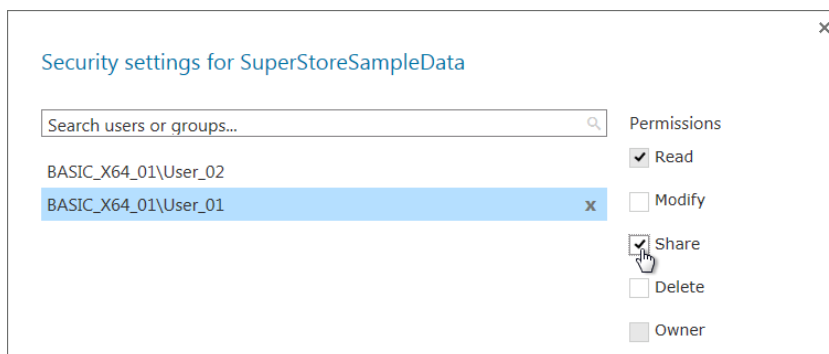 Security settings for SuperStoreSampleData
Search users or groups...
BASIC_X64_01\User_02
BASIC_X64_01\User_01
x
Permissions
Read
Modify
Share
Delete
Owner